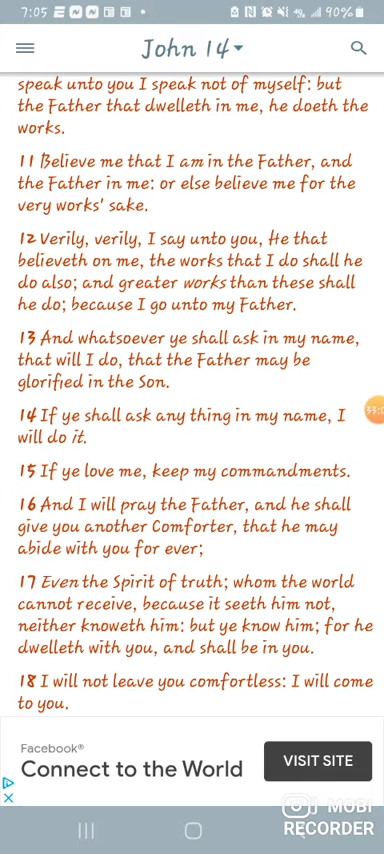 7:05
90%
John 14
speak unto you I speak not of myself: but
the Father that dwelleth in me, he doeth the
works.
11 Believe me that I am in the Father, and
the Father in me: or else believe me for the
very works' sake.
12 Verily, verily, I say unto you, He that
believeth on me, the works that I do shall he
do also; and greater works than these shall
he do; because I go unto my Father.
13 And whatsoever ye shall ask in my name,
that will I do, that the Father may be
glorified in the Son.
14 If ye shall ask any thing in my name, I
will do it.
15 If ye love me, keep my commandments.
16 And I will pray the Father, and he shall
give you another Comforter, that he may
abide with you for ever;
17 Even the Spirit of truth; whom the world
cannot receive, because it seeth him not,
neither knoweth him: but ye know him; for he
dwelleth with you, and shall be in you.
18 I will not leave you comfortless: I will come
to you.
Facebook®
Connect to the World
VISIT SITE
MOBI
RECORDER